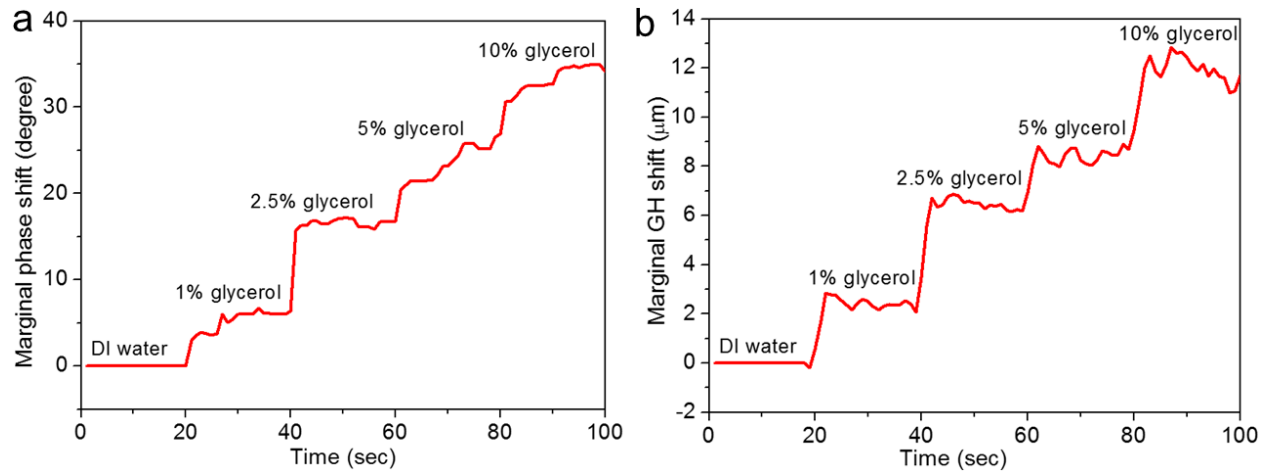 a
40
30
20
10
0
Marginal phase shift (degree)
DI water
1% glycerol
2.5% glycerol
5% glycerol
10% glycerol
0
20
40
60
80
100
Time (sec)
b
14
12
10
8
6
4
2
0
-2
Marginal GH shift (μm)
DI water
1% glycerol
2.5% glycerol
5% glycerol
10% glycerol
0
20
40
60
80
100
Time (sec)